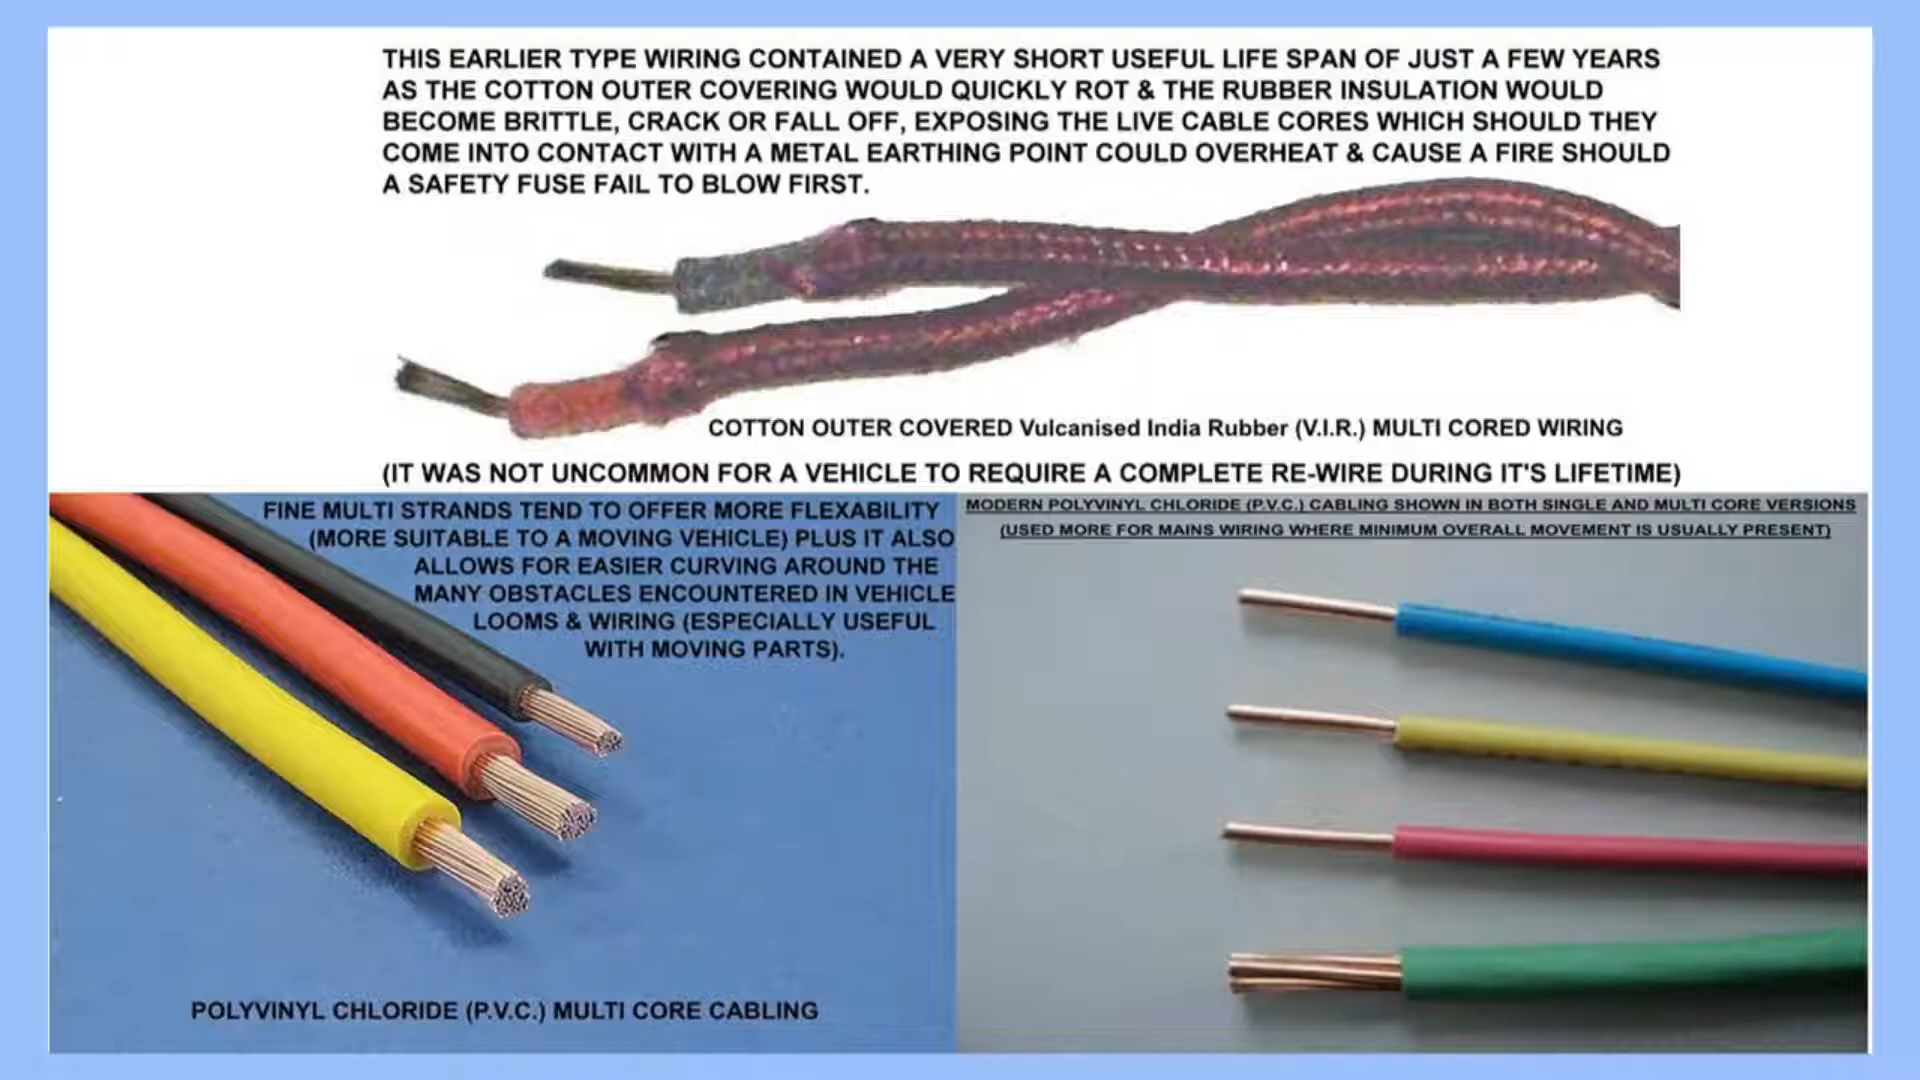 THIS EARLIER TYPE WIRING CONTAINED A VERY SHORT USEFUL LIFE SPAN OF JUST A FEW YEARS
AS THE COTTON OUTER COVERING WOULD QUICKLY ROT & THE RUBBER INSULATION WOULD
BECOME BRITTLE, CRACK OR FALL OFF, EXPOSING THE LIVE CABLE CORES WHICH SHOULD THEY
COME INTO CONTACT WITH A METAL EARTHING POINT COULD OVERHEAT & CAUSE A FIRE SHOULD
A SAFETY FUSE FAIL TO BLOW FIRST.
COTTON OUTER COVERED Vulcanised India Rubber (V.I.R.) MULTI CORED WIRING
(IT WAS NOT UNCOMMON FOR A VEHICLE TO REQUIRE A COMPLETE RE-WIRE DURING IT'S LIFETIME)
FINE MULTI STRANDS TEND TO OFFER MORE FLEXABILITY
(MORE SUITABLE TO A MOVING VEHICLE) PLUS IT ALSO
ALLOWS FOR EASIER CURVING AROUND THE
MANY OBSTACLES ENCOUNTERED IN VEHICLE
LOOMS & WIRING (ESPECIALLY USEFUL
WITH MOVING PARTS).
POLYVINYL CHLORIDE (P.V.C.) MULTI CORE CABLING
MODERN POLYVINYL CHLORIDE (P.V.C.) CABLING SHOWN IN BOTH SINGLE AND MULTI CORE VERSIONS
(USED MORE FOR MAINS WIRING WHERE MINIMUM OVERALL MOVEMENT IS USUALLY PRESENT)